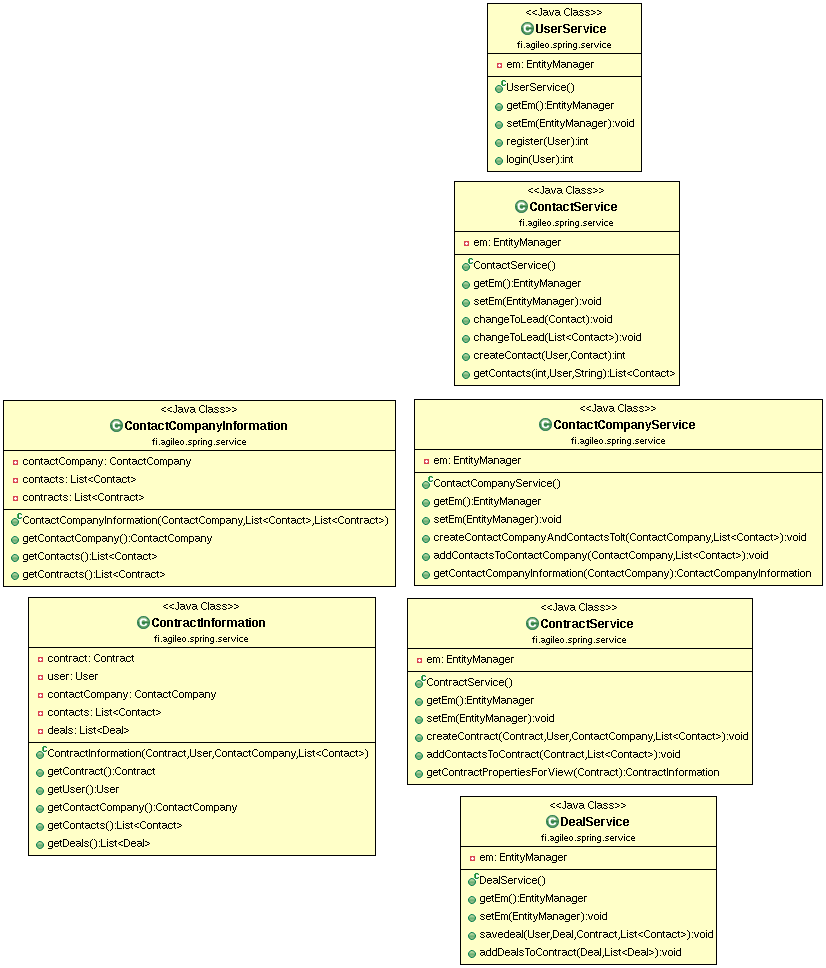 <<Java Class>>
UserService
fi.agileo.spring.service
em: EntityManager
UserService()
getEm():EntityManager
setEm(EntityManager):void
register(User):int
login(User):int
<<Java Class>>
ContactService
fi.agileo.spring.service
em: EntityManager
ContactService()
getEm():EntityManager
setEm(EntityManager):void
changeToLead(Contact):void
changeToLead(List<Contact>):void
createContact(User,Contact):int
getContacts(int,User,String):List<Contact>
<<Java Class>>
ContactCompanyInformation
fi.agileo.spring.service
contactCompany: ContactCompany
contacts: List<Contact>
contracts: List<Contract>
ContactCompanyInformation(ContactCompany,List<Contact>,List<Contract>)
getContactCompany():ContactCompany
getContacts():List<Contact>
getContracts():List<Contract>
<<Java Class>>
ContactCompanyService
fi.agileo.spring.service
em: EntityManager
ContactCompanyService()
getEm():EntityManager
setEm(EntityManager):void
createContactCompanyAndContactsToIt(ContactCompany,List<Contact>):void
addContactsToContactCompany(ContactCompany,List<Contact>):void
getContactCompanyInformation(ContactCompany):ContactCompanyInformation
<<Java Class>>
ContractInformation
fi.agileo.spring.service
contract: Contract
user: User
contactCompany: ContactCompany
contacts: List<Contact>
deals: List<Deal>
ContractInformation(Contract,User,ContactCompany,List<Contact>)
getContract():Contract
getUser():User
getContactCompany():ContactCompany
getContacts():List<Contact>
getDeals():List<Deal>
<<Java Class>>
ContractService
fi.agileo.spring.service
em: EntityManager
ContractService()
getEm():EntityManager
setEm(EntityManager):void
createContract(Contract,User,ContactCompany,List<Contact>):void
addContactsToContract(Contract,List<Contact>):void
getContractPropertiesForView(Contract):ContractInformation
<<Java Class>>
DealService
fi.agileo.spring.service
em: EntityManager
DealService()
getEm():EntityManager
setEm(EntityManager):void
savedeal(User,Deal,Contract,List<Contact>):void
addDealsToContract(Deal,List<Deal>):void